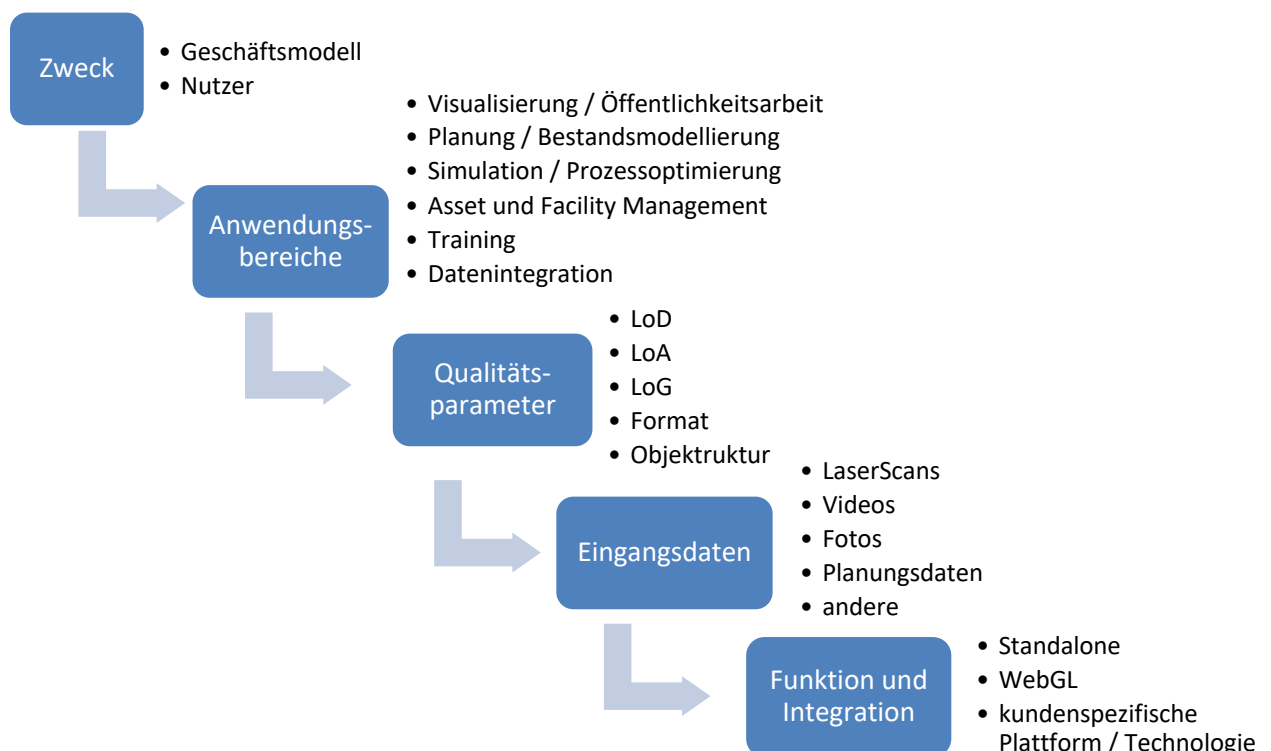 Zweck
• Geschäftsmodell
• Nutzer
Anwendungs-
bereiche
• Visualisierung / Öffentlichkeitsarbeit
• Planung / Bestandsmodellierung
• Simulation / Prozessoptimierung
• Asset und Facility Management
• Training
• Datenintegration
Qualitäts-
parameter
• LoD
• LoA
• LoG
• Format
• Objektruktur
Eingangsdaten
• LaserScans
• Videos
• Fotos
• Planungsdaten
• andere
Funktion und
Integration
• Standalone
• WebGL
• kundenspezifische
Plattform / Technologie